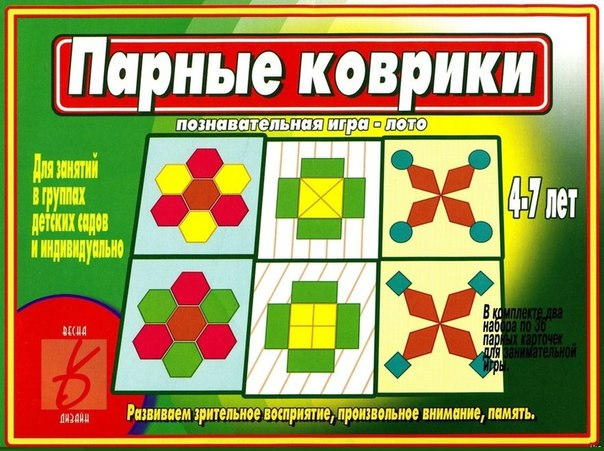 Парные коврики
познавательная игра - лото
Для занятий
в группах
детских садов
и индивидуально
4-7 лет
В комплекте два
набора по 36
парных карточек
для занимательной
игры.
ВЕСНА
ДИЗАЙН
Развиваем зрительное восприятие, произвольное внимание, память.